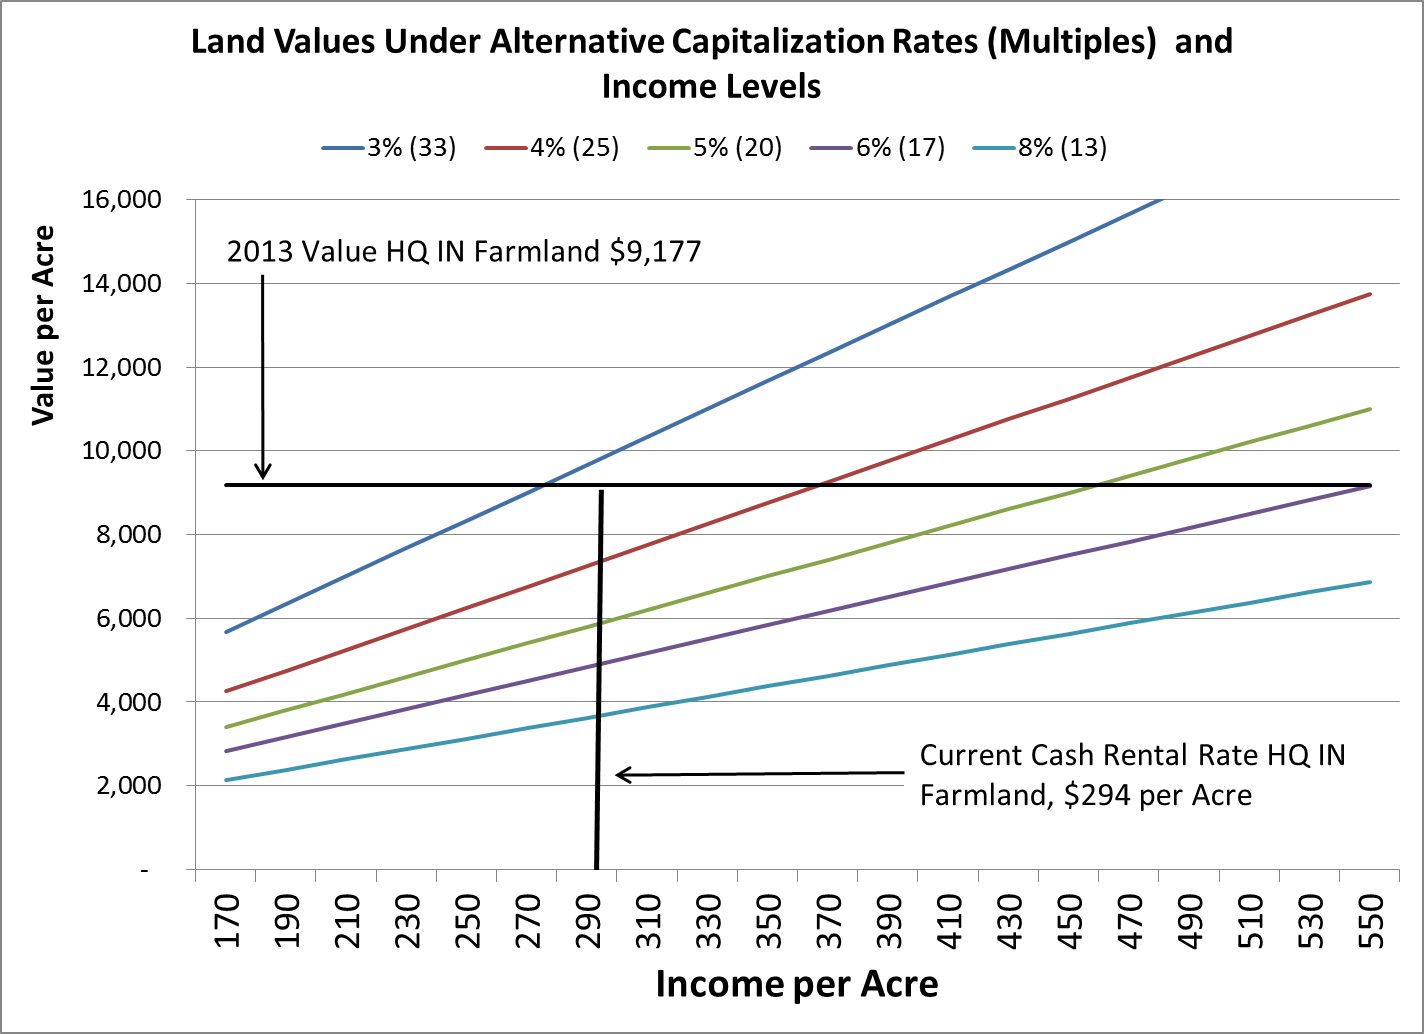 Land Values Under Alternative Capitalization Rates (Multiples) and
Income Levels
3% (33) 4% (25) 5% (20) 6% (17) 8% (13)
Value per Acre
16,000
14,000
12,000
10,000
8,000
6,000
4,000
2,000
-
2013 Value HQ IN Farmland $9,177
Current Cash Rental Rate HQ IN
Farmland, $294 per Acre
170 190 210 230 250 270 290 310 330 350 370 390 410 430 450 470 490 510 530 550
Income per Acre